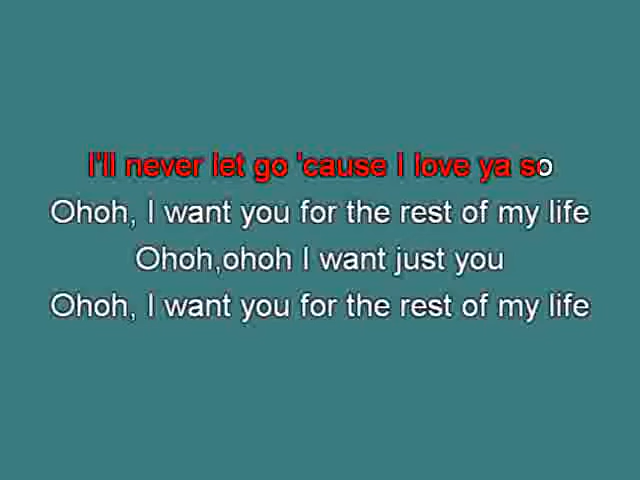 I'll never let go 'cause I love ya so
Ohoh, I want you for the rest of my life
Ohoh,ohoh I want just you
Ohoh, I want you for the rest of my life